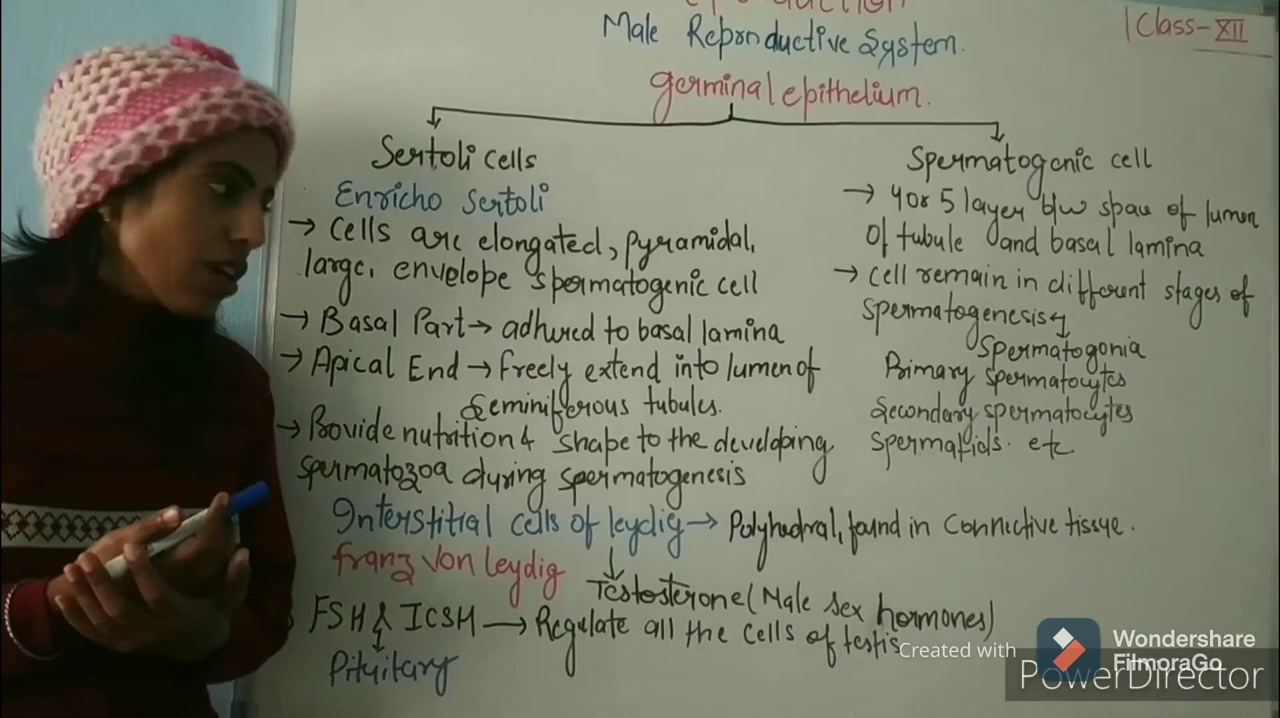 Reproduction
Male Reproductive System.
Class-XII
germinal epithelium.
Sertoli cells
Enricho Sertoli
→ Cells are elongated, pyramidal,
large, envelope spermatogenic cell
→ Basal Part → adhered to basal lamina
→ Apical End → freely extend into lumen of
Seminiferous tubules.
→ Provide nutrition & shape to the developing
spermatozoa during spermatogenesis
Spermatogenic cell
→ 4 or 5 layer b/w space of lumen
of tubule and basal lamina
→ cell remain in different stages of
spermatogenesis
Spermatogonia
Primary spermatocytes
Secondary spermatocytes
Spermatids. etc.
Interstitial cells of leydig → Polyhedral, found in Connective tissue.
franz Von leydig
Testosterone (Male sex hormones)
FSH & ICSH → Regulate all the cells of testis
Pituitary
Created with
Wondershare
FilmoraGo
PowerDirector